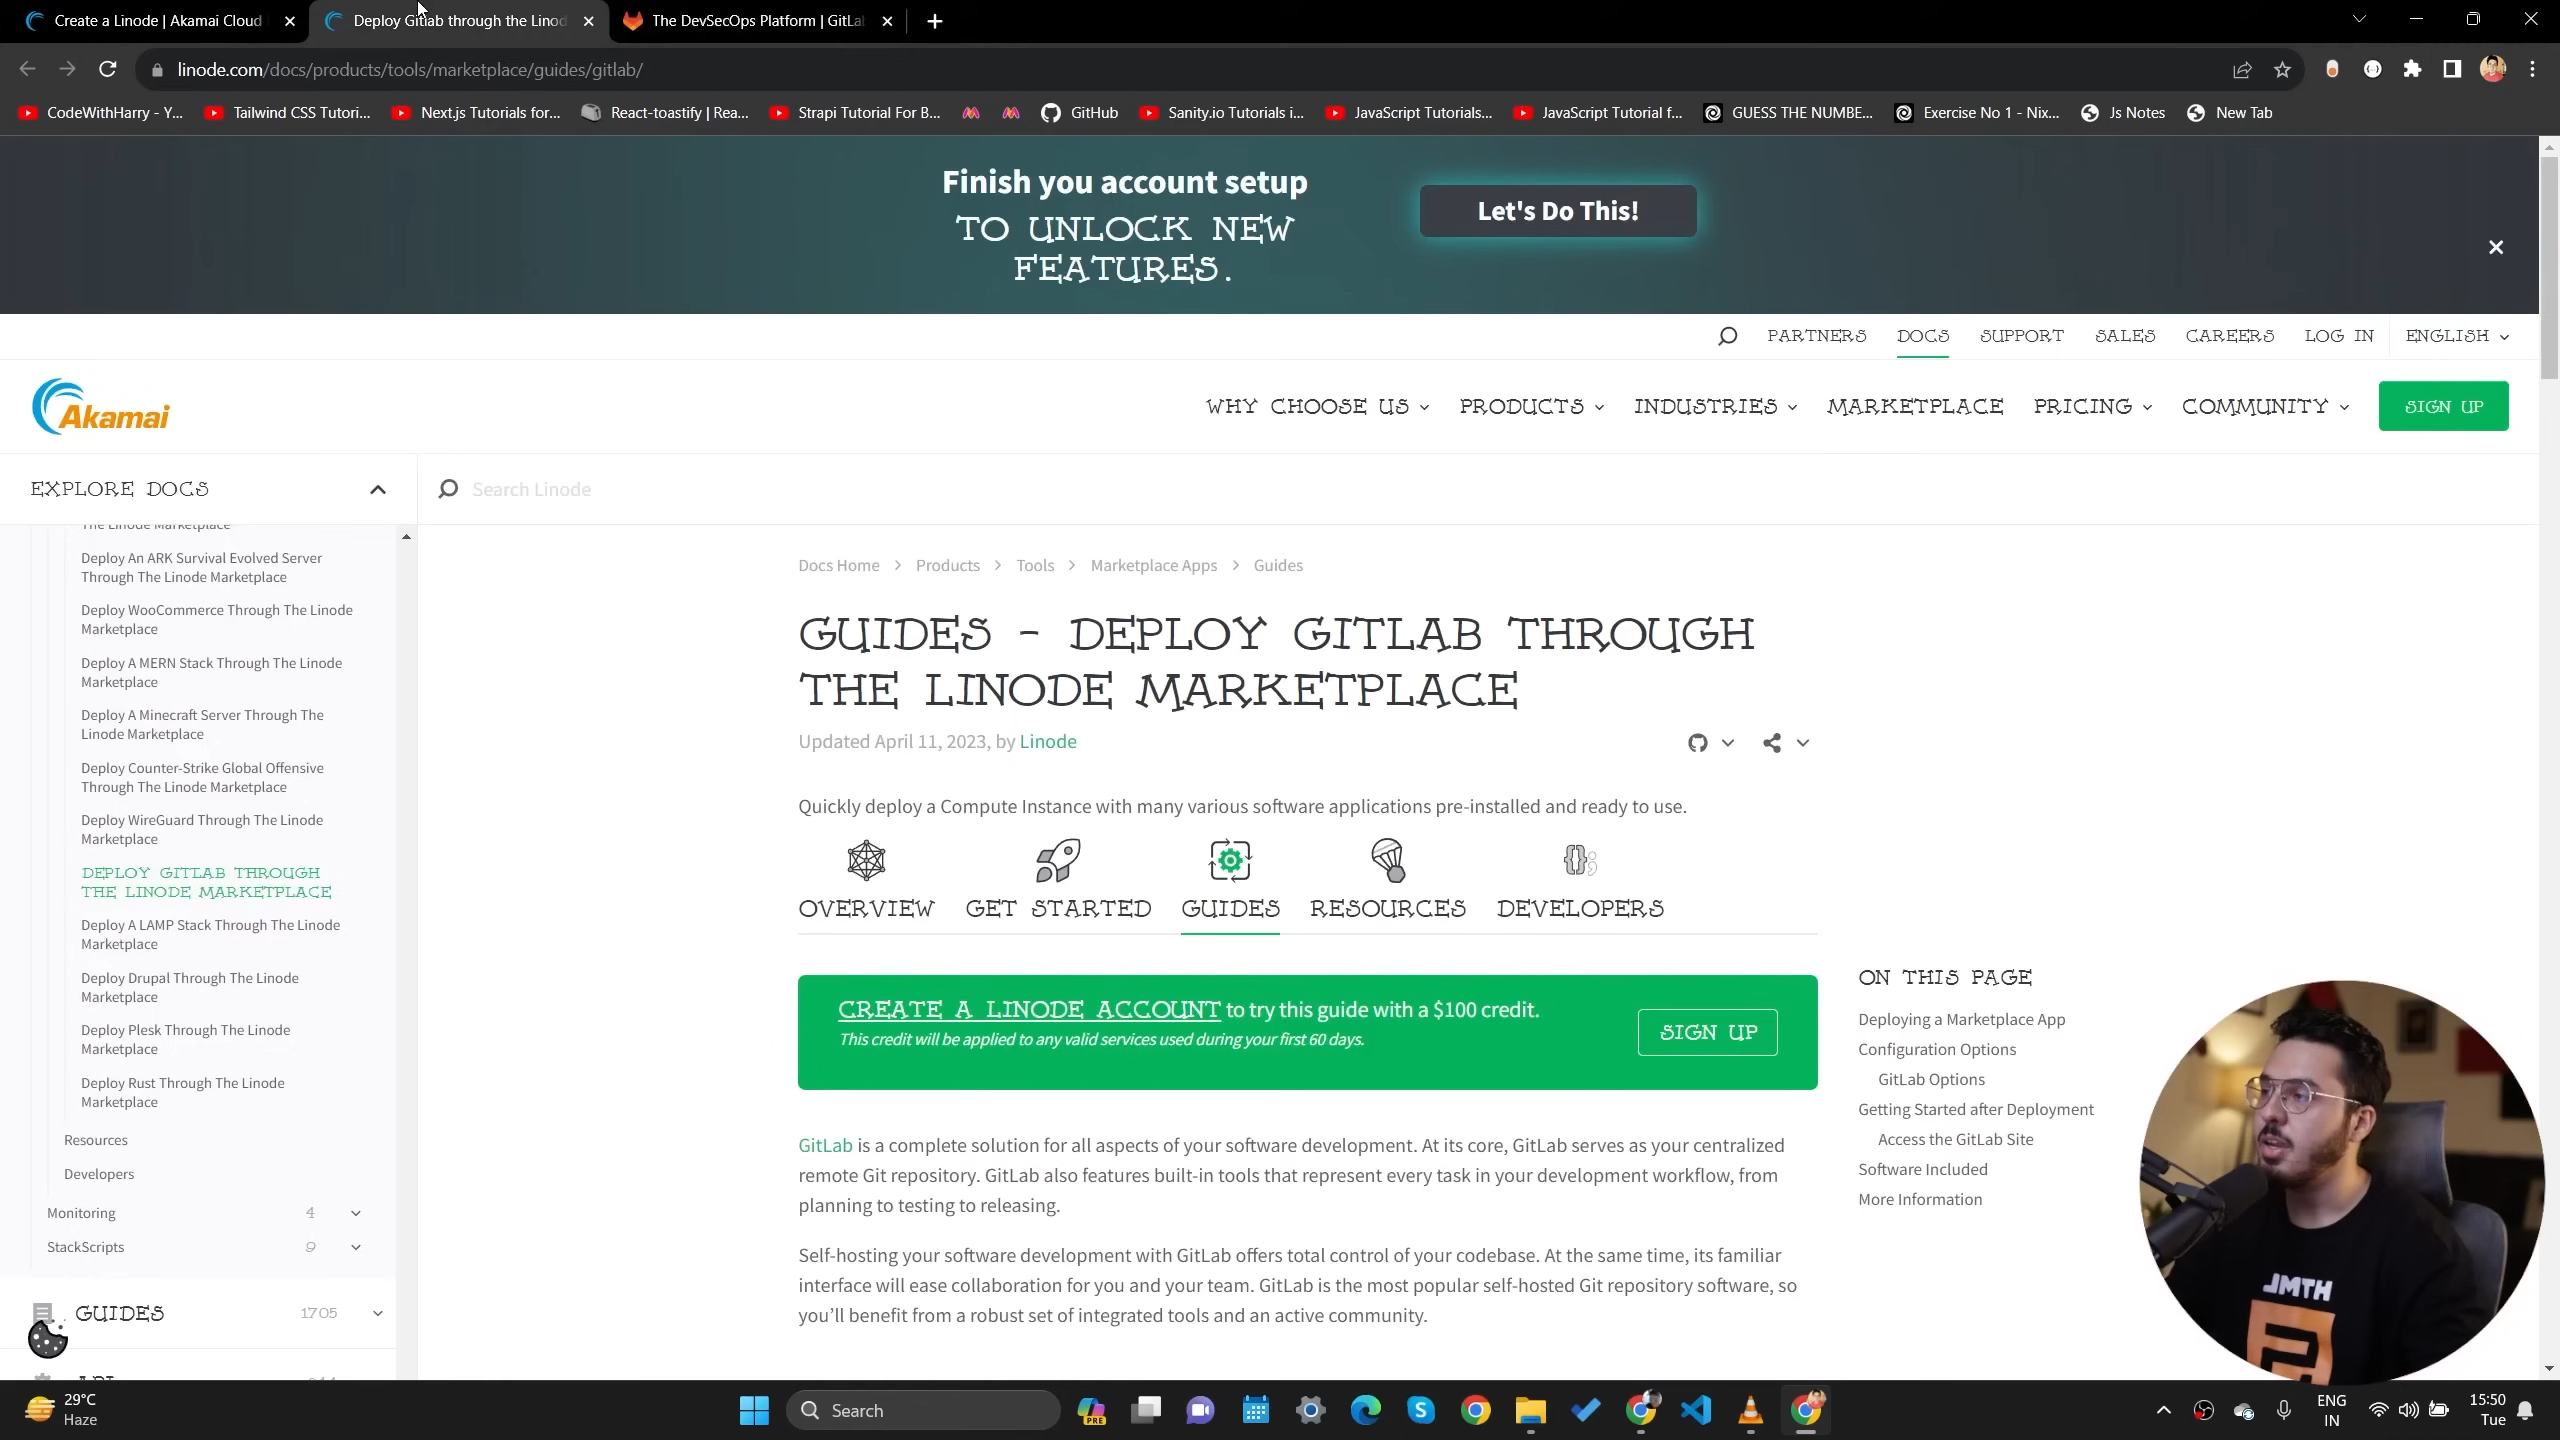 Create a Linode | Akamai Cloud
Deploy Gitlab through the Linod
The DevSecOps Platform | GitLa
linode.com/docs/products/tools/marketplace/guides/gitlab/
CodeWithHarry - Y...
Tailwind CSS Tutori...
Next.js Tutorials for...
React-toastify | Rea...
Strapi Tutorial For B...
GitHub
Sanity.io Tutorials i...
JavaScript Tutorials...
JavaScript Tutorial f...
GUESS THE NUMBE...
Exercise No 1 - Nix...
Js Notes
New Tab
Finish you account setup
TO UNLOCK NEW
FEATURES.
Let's Do This!
PARTNERS
DOCS
SUPPORT
SALES
CAREERS
LOG IN
ENGLISH
Akamai
WHY CHOOSE US
PRODUCTS
INDUSTRIES
MARKETPLACE
PRICING
COMMUNITY
SIGN UP
EXPLORE DOCS
Search Linode
The Linode Marketplace
Deploy An ARK Survival Evolved Server
Through The Linode Marketplace
Deploy WooCommerce Through The Linode
Marketplace
Deploy A MERN Stack Through The Linode
Marketplace
Deploy A Minecraft Server Through The
Linode Marketplace
Deploy Counter-Strike Global Offensive
Through The Linode Marketplace
Deploy WireGuard Through The Linode
Marketplace
DEPLOY GITLAB THROUGH
THE LINODE MARKETPLACE
Deploy A LAMP Stack Through The Linode
Marketplace
Deploy Drupal Through The Linode
Marketplace
Deploy Plesk Through The Linode
Marketplace
Deploy Rust Through The Linode
Marketplace
Resources
Developers
Monitoring 4
StackScripts 9
GUIDES 1705
Docs Home > Products > Tools > Marketplace Apps > Guides
GUIDES - DEPLOY GITLAB THROUGH
THE LINODE MARKETPLACE
Updated April 11, 2023, by Linode
Quickly deploy a Compute Instance with many various software applications pre-installed and ready to use.
OVERVIEW
GET STARTED
GUIDES
RESOURCES
DEVELOPERS
CREATE A LINODE ACCOUNT to try this guide with a $100 credit.
This credit will be applied to any valid services used during your first 60 days.
SIGN UP
GitLab is a complete solution for all aspects of your software development. At its core, GitLab serves as your centralized
remote Git repository. GitLab also features built-in tools that represent every task in your development workflow, from
planning to testing to releasing.
Self-hosting your software development with GitLab offers total control of your codebase. At the same time, its familiar
interface will ease collaboration for you and your team. GitLab is the most popular self-hosted Git repository software, so
you'll benefit from a robust set of integrated tools and an active community.
ON THIS PAGE
Deploying a Marketplace App
Configuration Options
GitLab Options
Getting Started after Deployment
Access the GitLab Site
Software Included
More Information
29°C
Haze
Search
PRE
ENG
IN
15:50
Tue